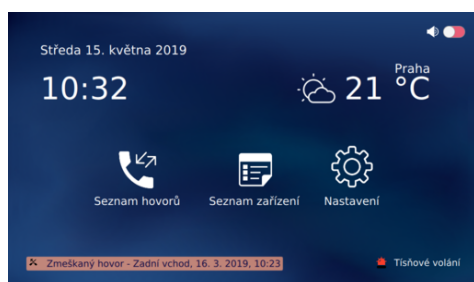 Středa 15. května 2019
10:32
Praha
21 °C
Seznam hovorů
Seznam zařízení
Nastavení
Zmeškaný hovor - Zadní vchod, 16. 3. 2019, 10:23
Tísňové volání